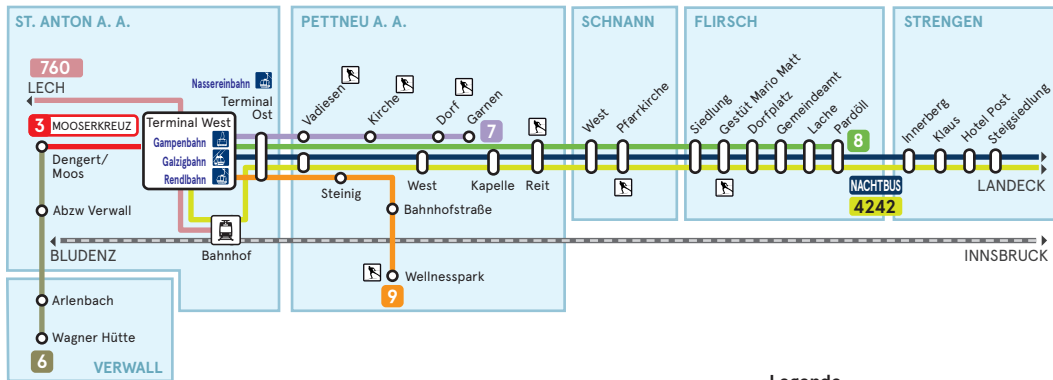 ST. ANTON A. A.
PETTNEU A. A.
SCHNANN
FLIRSCH
STRENGEN
760
LECH
Nassereinbahn
Terminal
Ost
3 MOOSERKREUZ
Terminal West
Gampenbahn
Galzigbahn
Rendlbahn
Dengert/
Moos
Abzw Verwall
Bahnhof
Arlenbach
Wagner Hütte
6
VERWALL
Vadiesen
Kirche
Dorf
Garnen
7
Steinig
West
Kapelle
Reit
Bahnhofstraße
Wellnesspark
9
West
Pfarrkirche
Siedlung
Gestüt Mario Matt
Dorfplatz
Gemeindeamt
Lache
Pardöll
8
NACHTBUS
4242
Innerberg
Klaus
Hotel Post
Steigsiedlung
LANDECK
BLUDENZ
INNSBRUCK
Legende